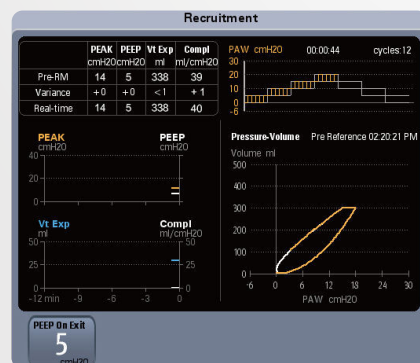 Recruitment
PEAK PEEP Vt Exp Compl
cmH2O cmH2O ml ml/cmH2O
Pre-RM 14 5 338 39
Variance +0 +0 <1 +1
Real-time 14 5 338 40
PAW cmH2O 00:00:44 cycles:12
30
20
10
0
-6
PEAK PEEP
cmH2O cmH2O
40
20
0
Vt Exp Compl
ml ml/cmH2O
50 50
25 25
0 0
-12 min -9 -6 -3 0
Pressure-Volume Pre Reference 02:20:21 PM
Volume ml
500
400
300
200
100
0
-6 0 6 12 18 24 30
PAW cmH2O
PEEP On Exit
5
cmH2O